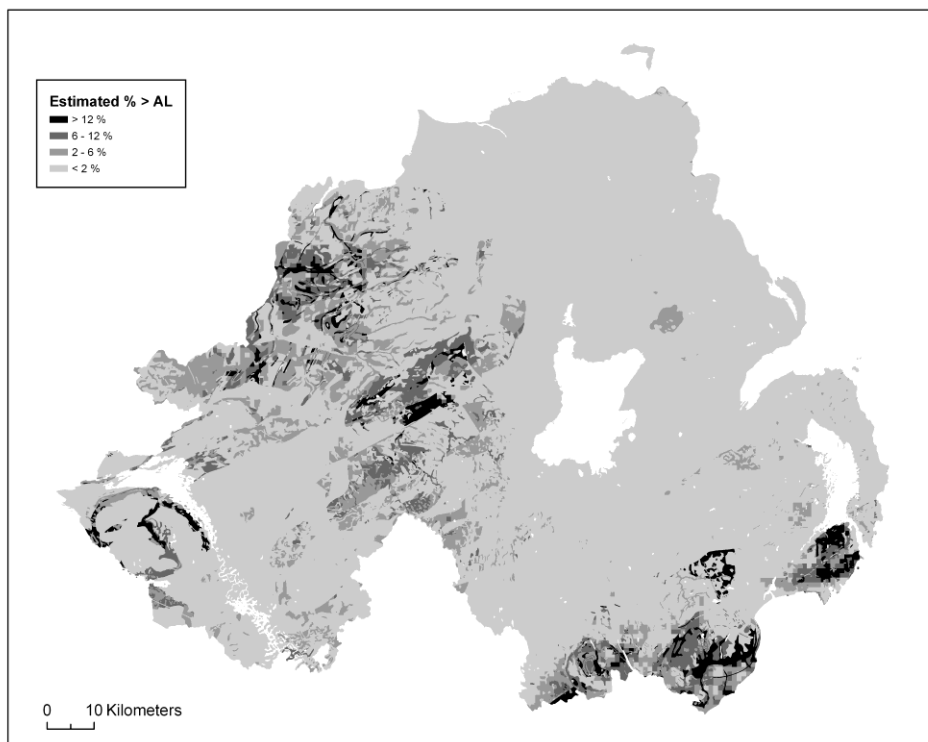 Estimated % > AL
> 12 %
6 - 12 %
2 - 6 %
< 2 %
0 10 Kilometers